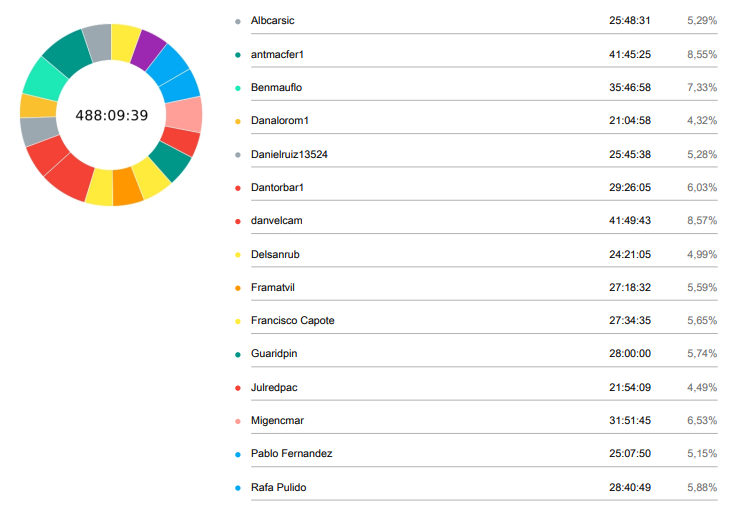 488:09:39
Albcarsic 25:48:31 5,29%
antmacfer1 41:45:25 8,55%
Benmauflo 35:46:58 7,33%
Danalorom1 21:04:58 4,32%
Danielruiz13524 25:45:38 5,28%
Dantorbar1 29:26:05 6,03%
danvelcam 41:49:43 8,57%
Delsanrub 24:21:05 4,99%
Framatvil 27:18:32 5,59%
Francisco Capote 27:34:35 5,65%
Guaridpin 28:00:00 5,74%
Julredpac 21:54:09 4,49%
Migencmar 31:51:45 6,53%
Pablo Fernandez 25:07:50 5,15%
Rafa Pulido 28:40:49 5,88%